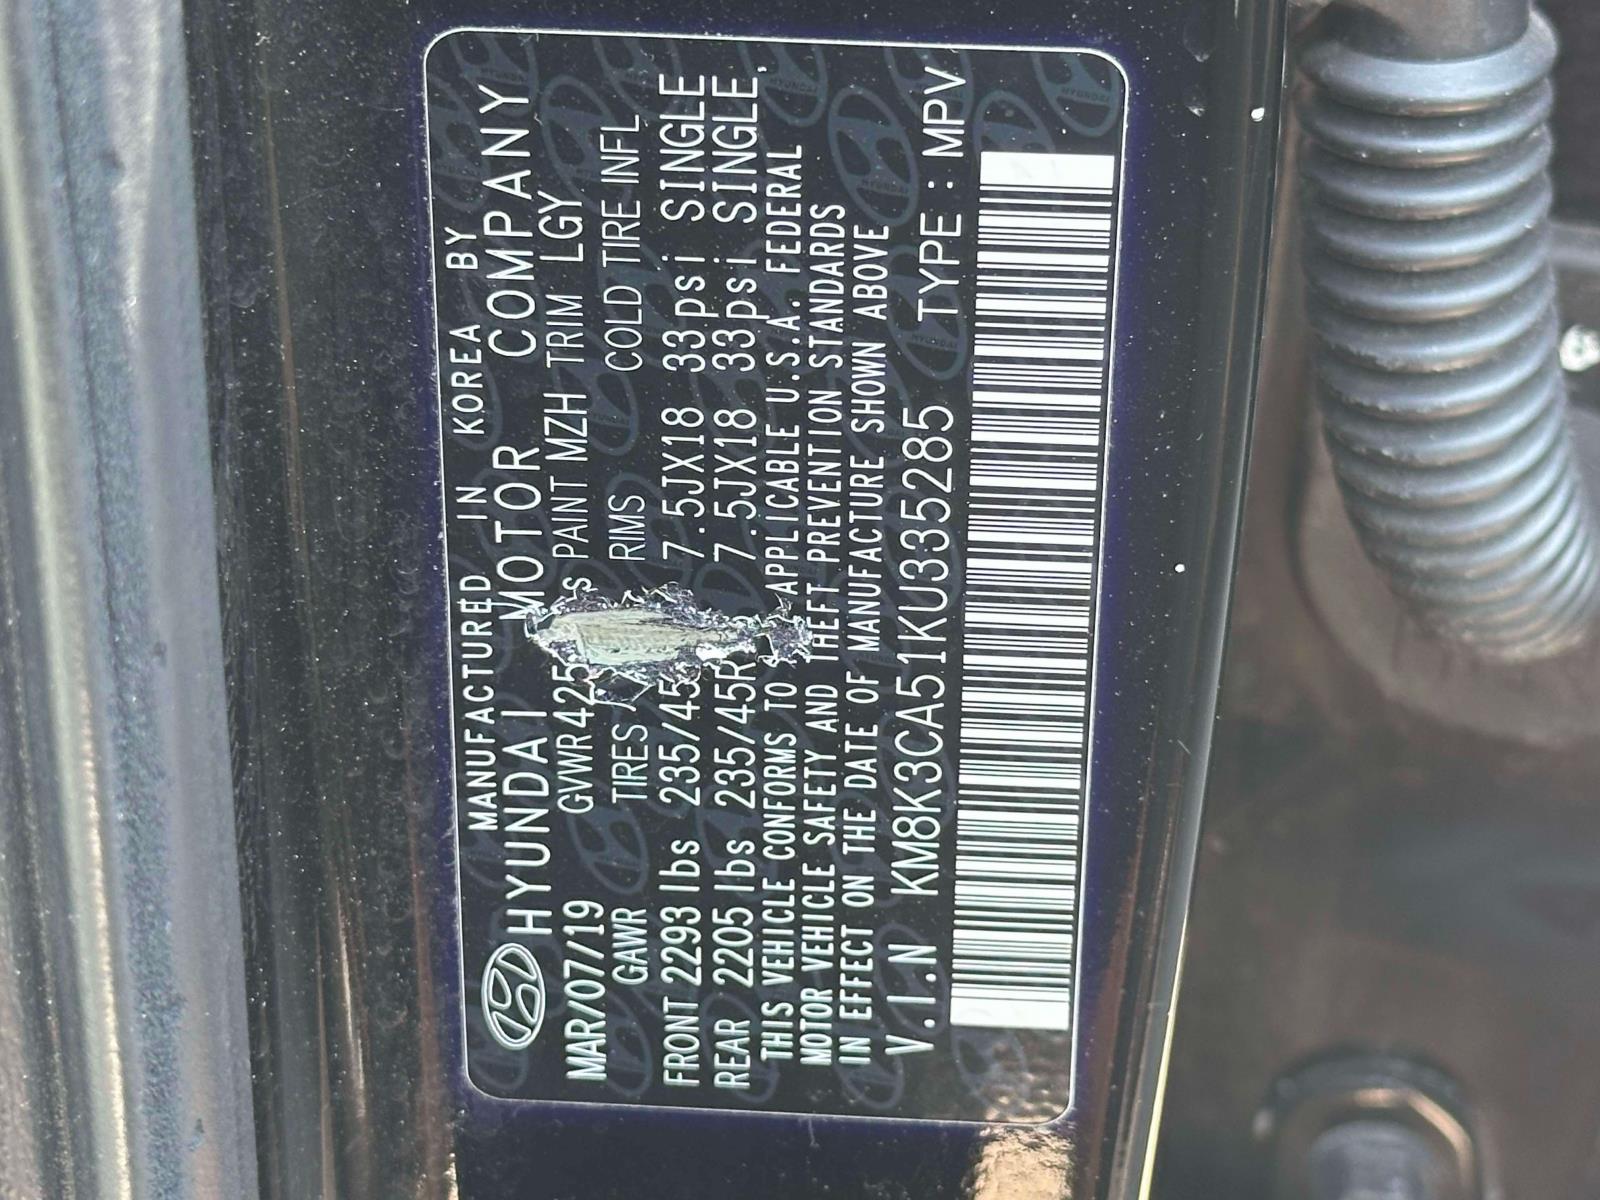 MANUFACTURED IN KOREA BY
HYUNDAI MOTOR COMPANY
MAR/07/19 GVWR 425 s PAINT MZH TRIM LGY
GAWR TIRES RIMS COLD TIRE INFL
FRONT 2293 lbs 235/45 7.5JX18 33psi SINGLE
REAR 2205 lbs 235/45R 7.5JX18 33psi SINGLE
THIS VEHICLE CONFORMS TO APPLICABLE U.S.A. FEDERAL
MOTOR VEHICLE SAFETY AND THEFT PREVENTION STANDARDS
IN EFFECT ON THE DATE OF MANUFACTURE SHOWN ABOVE
V.I.N KM8K3CA51KU335285 TYPE : MPV